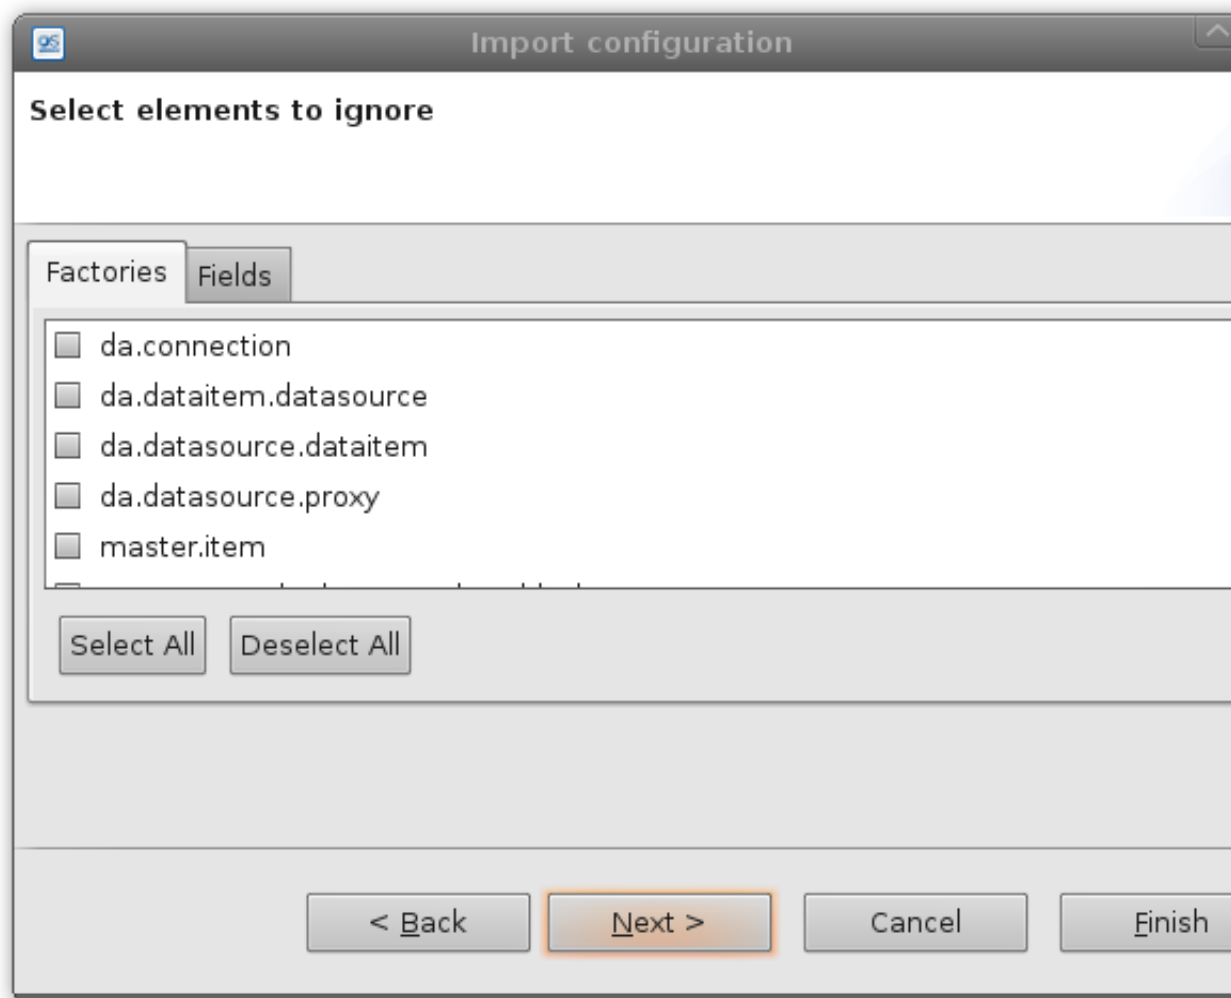 Import configuration
Select elements to ignore
Factories Fields
da.connection
da.dataitem.datasource
da.datasource.dataitem
da.datasource.proxy
master.item
Select All Deselect All
< Back Next > Cancel Finish